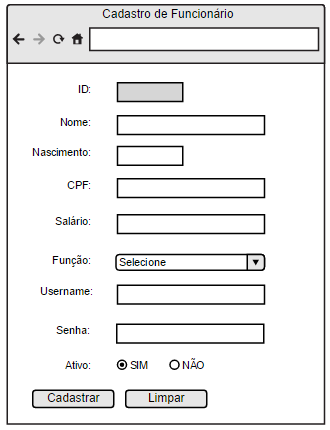 Cadastro de Funcionário
ID:
Nome:
Nascimento:
CPF:
Salário:
Função: Selecione
Username:
Senha:
Ativo: SIM NÃO
Cadastrar Limpar